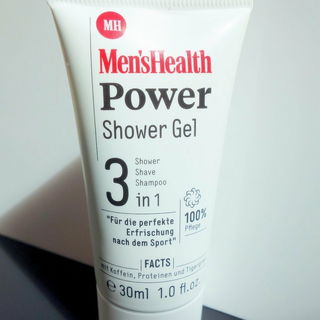 MH
Men'sHealth
Power
Shower Gel
3 in 1
Shower
Shave
Shampoo
"Für die perfekte
Erfrischung
nach dem Sport"
100%
Pflege
FACTS
mit Koffein, Proteinen und
℮ 30ml 1.0 fl.oz.